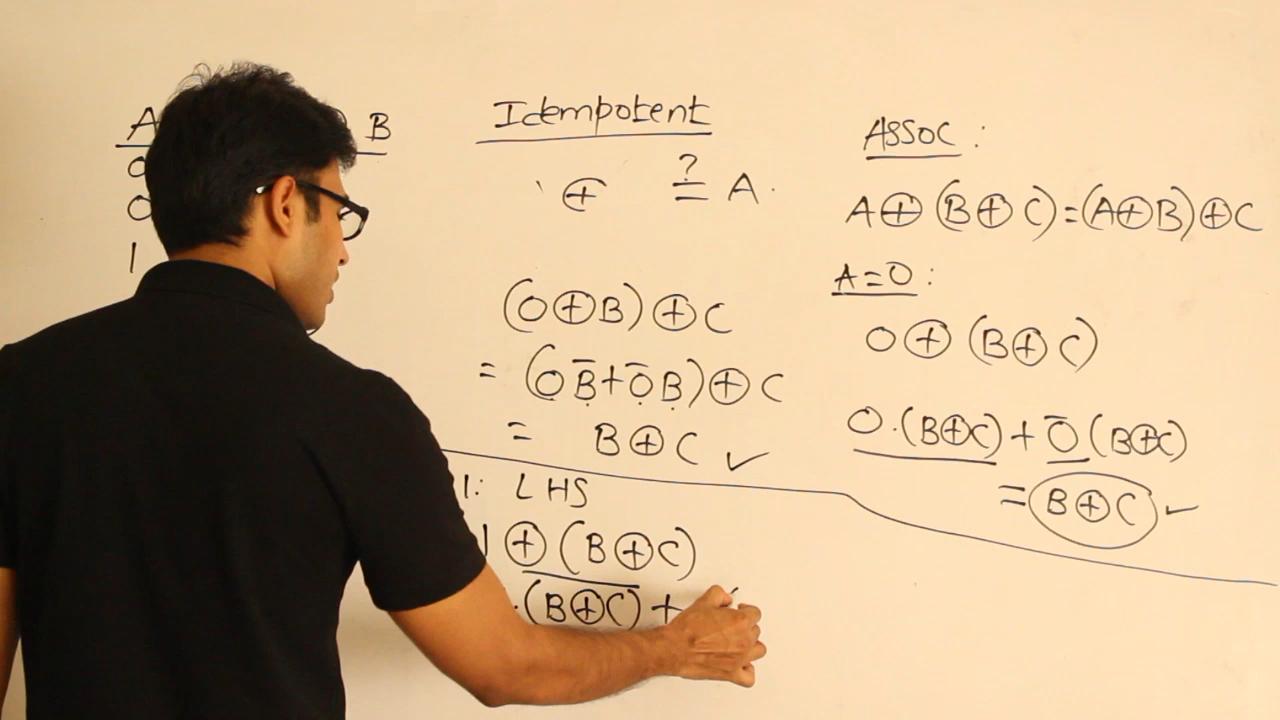 A B
0
0
1
Idempotent
⊕ ≟ A.
(0⊕B)⊕C
= (0B̅+0̅B)⊕C
= B⊕C ✓
1: LHS
1⊕(B⊕C)
.(B̅⊕̅C̅)+
Assoc:
A⊕(B⊕C)=(A⊕B)⊕C
A=0:
0⊕(B⊕C)
0.(B⊕C)+0̅(B⊕C)
= B⊕C ✓